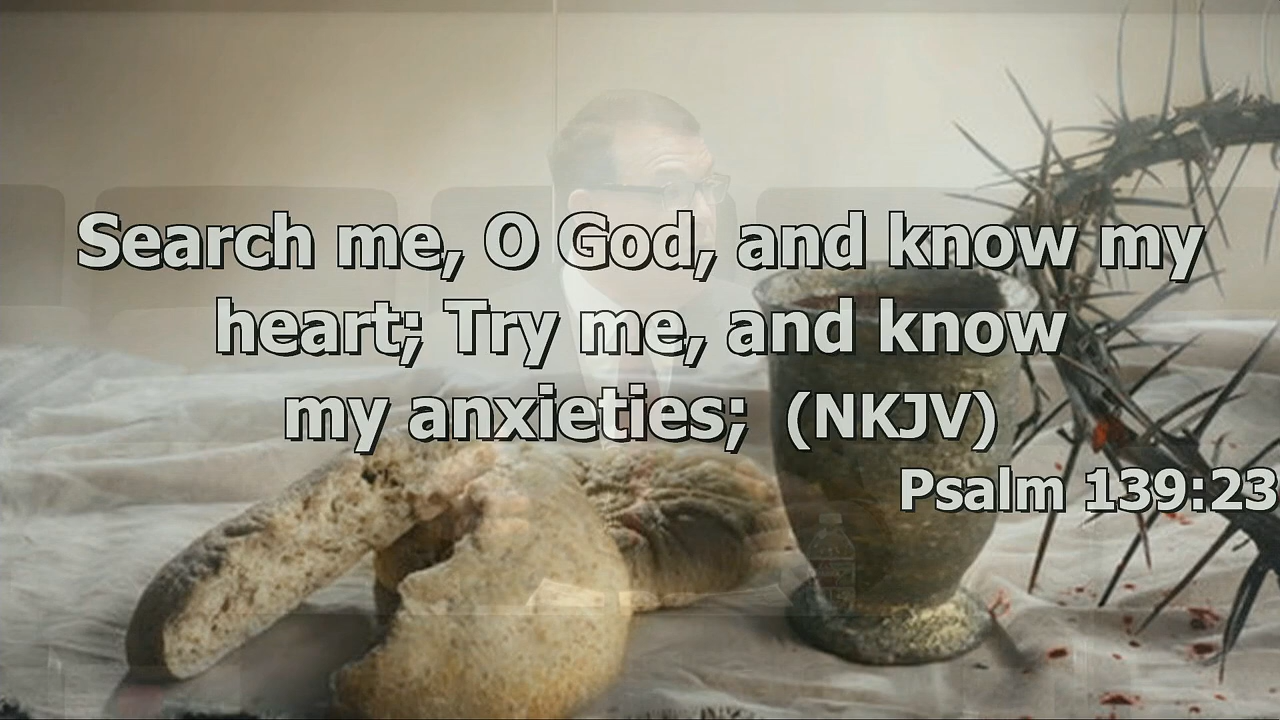 Search me, O God, and know my
heart; Try me, and know
my anxieties; (NKJV)
Psalm 139:23